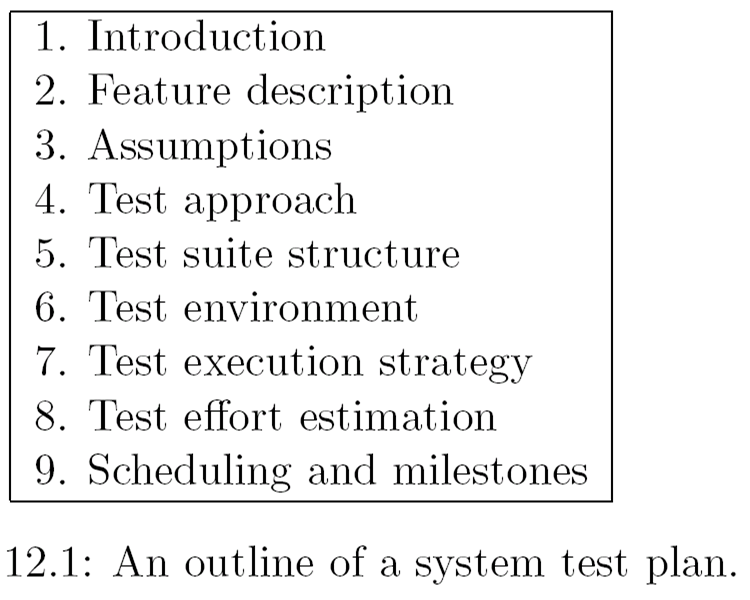 1. Introduction
2. Feature description
3. Assumptions
4. Test approach
5. Test suite structure
6. Test environment
7. Test execution strategy
8. Test effort estimation
9. Scheduling and milestones
12.1: An outline of a system test plan.